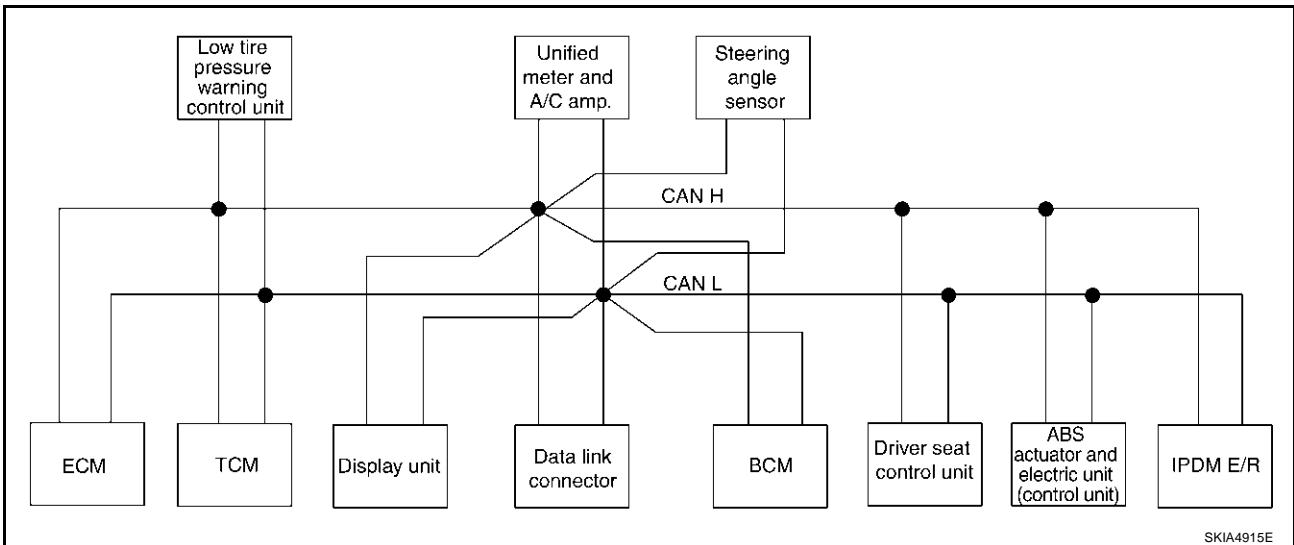 Low tire
pressure
warning
control unit
Unified
meter and
A/C amp.
Steering
angle
sensor
CAN H
CAN L
ECM
TCM
Display unit
Data link
connector
BCM
Driver seat
control unit
ABS
actuator and
electric unit
(control unit)
IPDM E/R
SKIA4915E